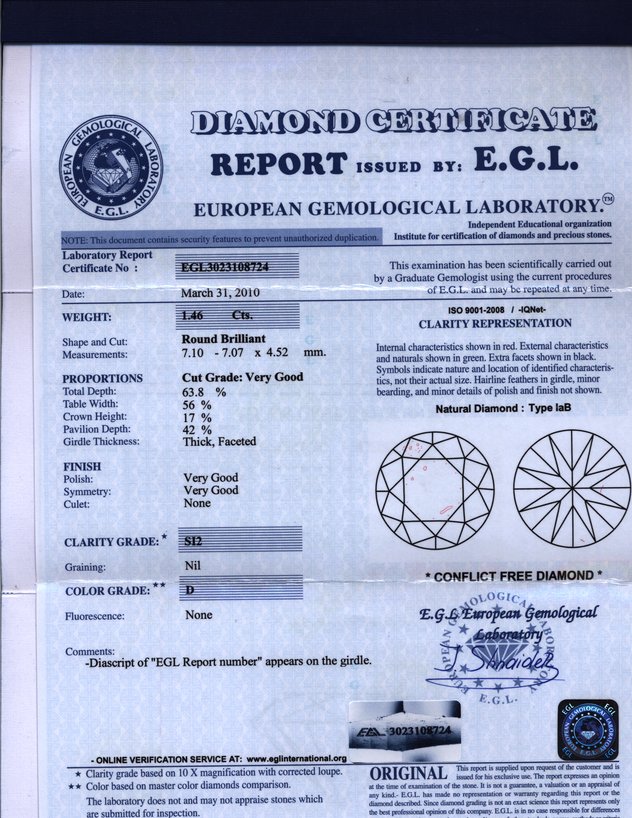 DIAMOND CERTIFICATE
REPORT ISSUED BY: E.G.L.
EUROPEAN GEMOLOGICAL LABORATORY.™
EUROPEAN GEMOLOGICAL LABORATORY
E.G.L.
Independent Educational organization
Institute for certification of diamonds and precious stones.
NOTE: This document contains security features to prevent unauthorized duplication.
Laboratory Report
Certificate No : EGL3023108724
Date: March 31, 2010
WEIGHT: 1.46 Cts.
Shape and Cut: Round Brilliant
Measurements: 7.10 - 7.07 x 4.52 mm.
PROPORTIONS Cut Grade: Very Good
Total Depth: 63.8 %
Table Width: 56 %
Crown Height: 17 %
Pavilion Depth: 42 %
Girdle Thickness: Thick, Faceted
FINISH
Polish: Very Good
Symmetry: Very Good
Culet: None
CLARITY GRADE: * SI2
Graining: Nil
COLOR GRADE: ** D
Fluorescence: None
Comments:
-Diascript of "EGL Report number" appears on the girdle.
- ONLINE VERIFICATION SERVICE AT: www.eglinternational.org
★ Clarity grade based on 10 X magnification with corrected loupe.
★★ Color based on master color diamonds comparison.
The laboratory does not and may not appraise stones which
are submitted for inspection.
This examination has been scientifically carried out
by a Graduate Gemologist using the current procedures
of E.G.L. and may be repeated at any time.
ISO 9001-2008 / -IQNet-
CLARITY REPRESENTATION
Internal characteristics shown in red. External characteristics
and naturals shown in green. Extra facets shown in black.
Symbols indicate nature and location of identified characteris-
tics, not their actual size. Hairline feathers in girdle, minor
bearding, and minor details of polish and finish not shown.
Natural Diamond : Type IaB
* CONFLICT FREE DIAMOND *
E.G.L European Gemological
Laboratory
EUROPEAN GEMOLOGICAL LABORATORY
E.G.L.
EGL 3023108724
EGL
EGL
E.G.L
ORIGINAL
This report is supplied upon request of the customer and is
issued for his exclusive use. The report expresses an opinion
at the time of examination of the stone. It is not a guarantee, a valuation or an appraisal of
any kind.- E.G.L. has made no representation or warranty regarding this report or the
diamond described. Since diamond grading is not an exact science this report represents only
the best professional opinion of this company. E.G.L. is in no case responsible for differences